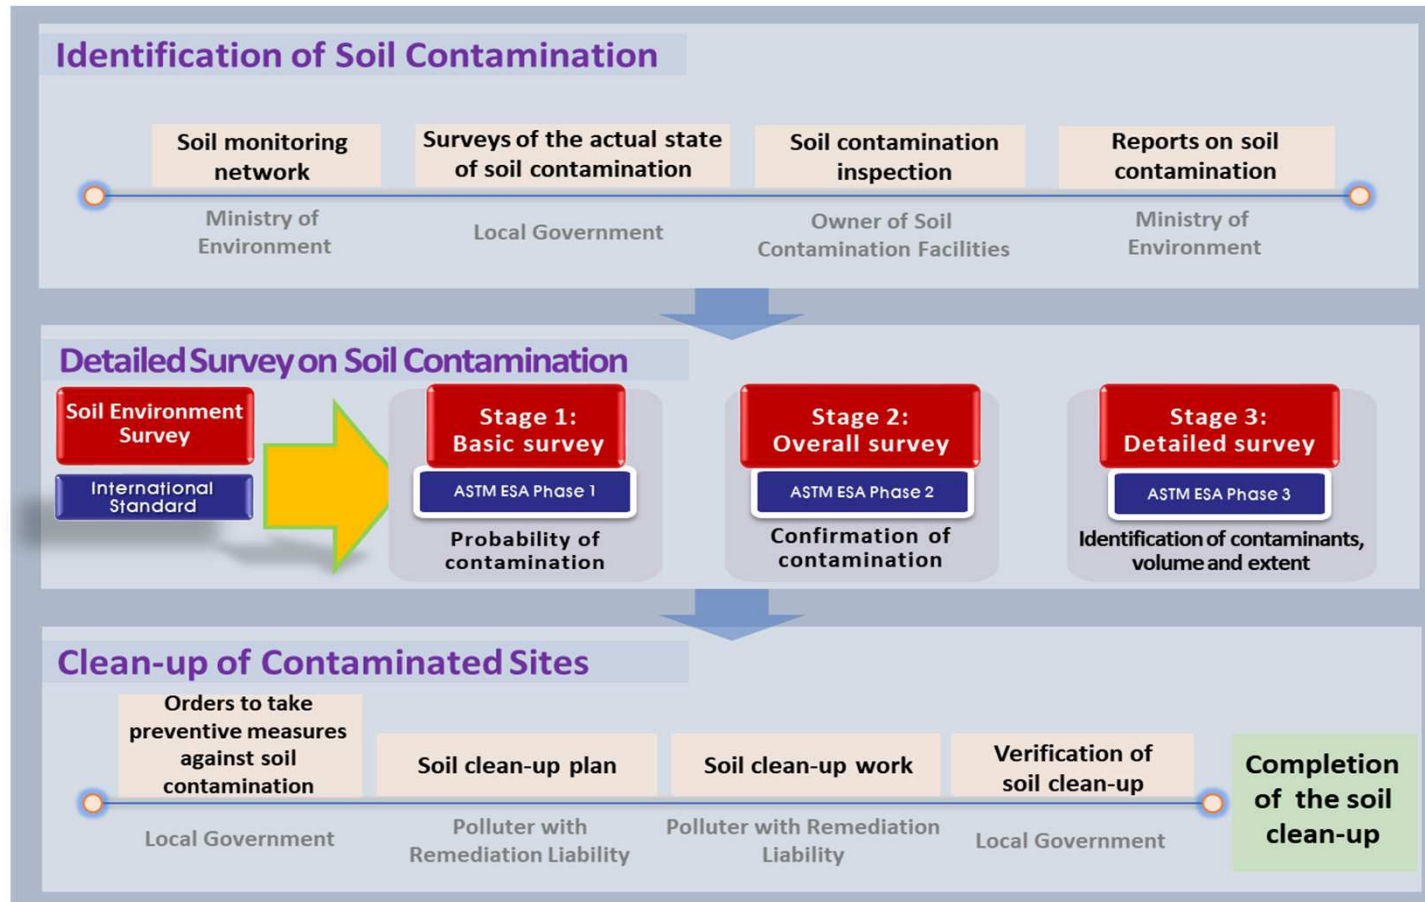 Identification of Soil Contamination
Soil monitoring
network
Surveys of the actual state
of soil contamination
Soil contamination
inspection
Reports on soil
contamination
Ministry of
Environment
Local Government
Owner of Soil
Contamination Facilities
Ministry of
Environment
Detailed Survey on Soil Contamination
Soil Environment
Survey
International
Standard
Stage 1:
Basic survey
ASTM ESA Phase 1
Probability of
contamination
Stage 2:
Overall survey
ASTM ESA Phase 2
Confirmation of
contamination
Stage 3:
Detailed survey
ASTM ESA Phase 3
Identification of contaminants,
volume and extent
Clean-up of Contaminated Sites
Orders to take
preventive measures
against soil
contamination
Soil clean-up plan
Soil clean-up work
Verification of
soil clean-up
Local Government
Polluter with
Remediation Liability
Polluter with Remediation
Liability
Local Government
Completion
of the soil
clean-up